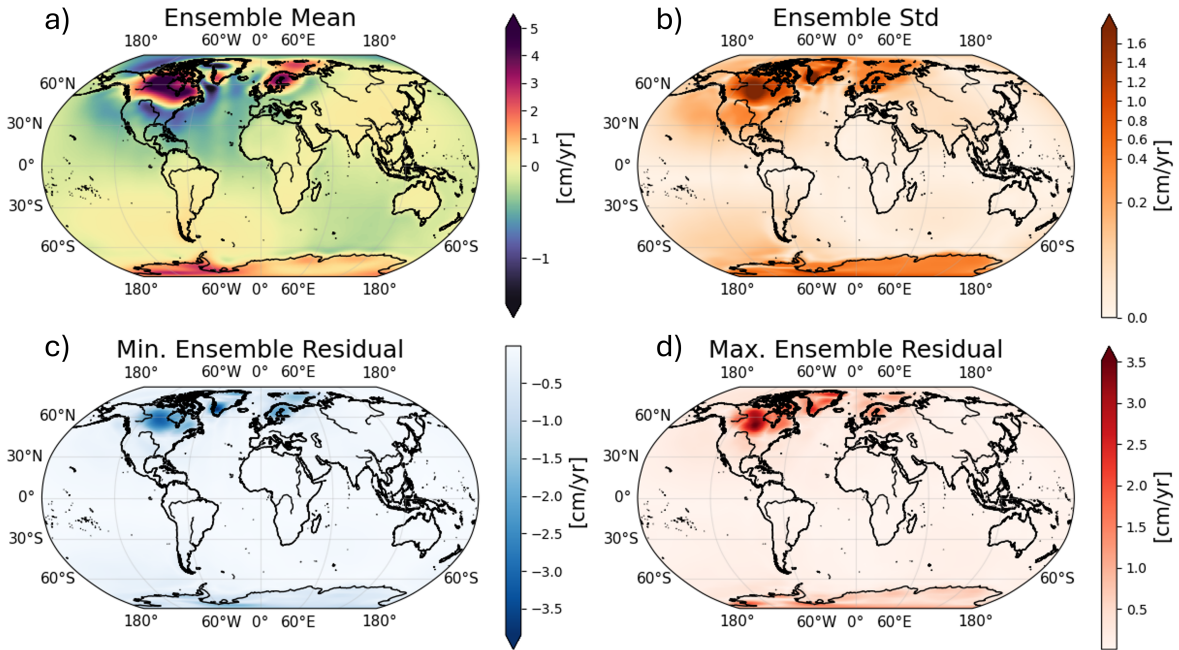 a)
Ensemble Mean
180° 60°W 0° 60°E 180°
60°N
30°N
0°
30°S
60°S
60°S
180° 60°W 0° 60°E 180°
5
4
3
2
1
0
−1
[cm/yr]
b)
Ensemble Std
180° 60°W 0° 60°E 180°
60°N
30°N
0°
30°S
60°S
60°S
180° 60°W 0° 60°E 180°
1.6
1.4
1.2
1.0
0.8
0.6
0.4
0.2
0.0
[cm/yr]
c)
Min. Ensemble Residual
180° 60°W 0° 60°E 180°
60°N
30°N
0°
30°S
60°S
60°S
180° 60°W 0° 60°E 180°
−0.5
−1.0
−1.5
−2.0
−2.5
−3.0
−3.5
[cm/yr]
d)
Max. Ensemble Residual
180° 60°W 0° 60°E 180°
60°N
30°N
0°
30°S
60°S
60°S
180° 60°W 0° 60°E 180°
3.5
3.0
2.5
2.0
1.5
1.0
0.5
[cm/yr]